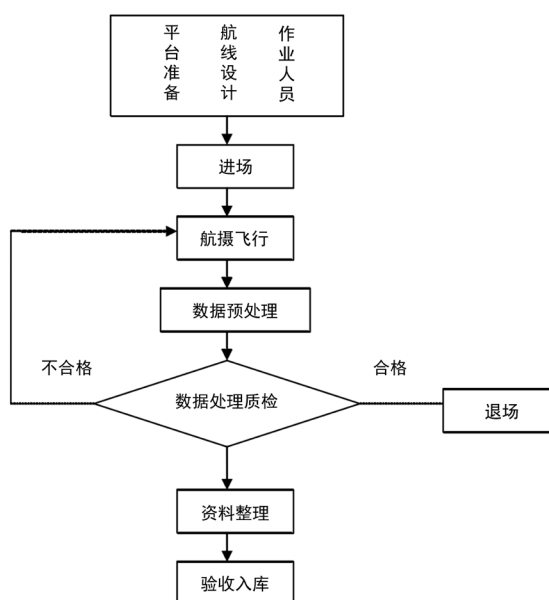 平台准备
航线设计
作业人员
进场
航摄飞行
数据预处理
不合格
合格
数据处理质检
退场
资料整理
验收入库